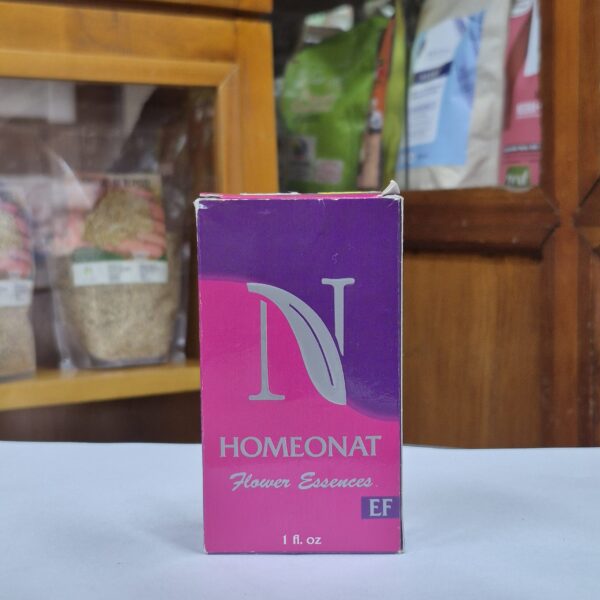 N
HOMEONAT
Flower Essences
EF
1 fl. oz